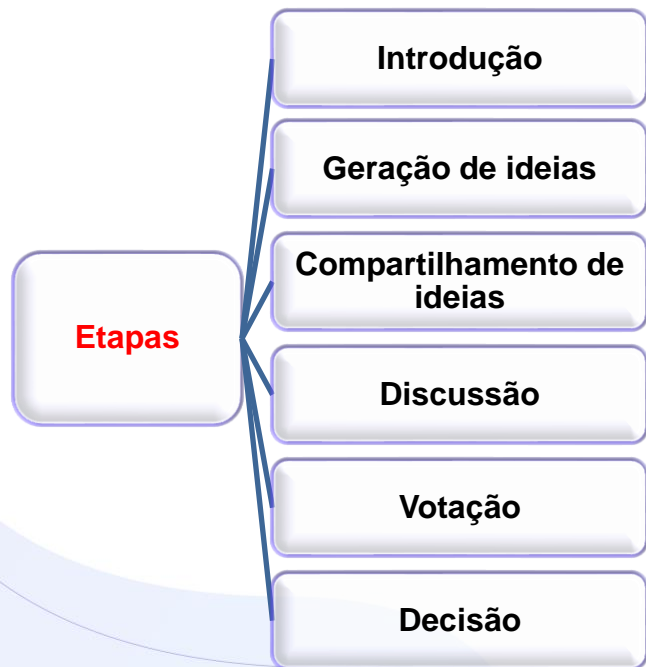 Etapas
Introdução
Geração de ideias
Compartilhamento de
ideias
Discussão
Votação
Decisão